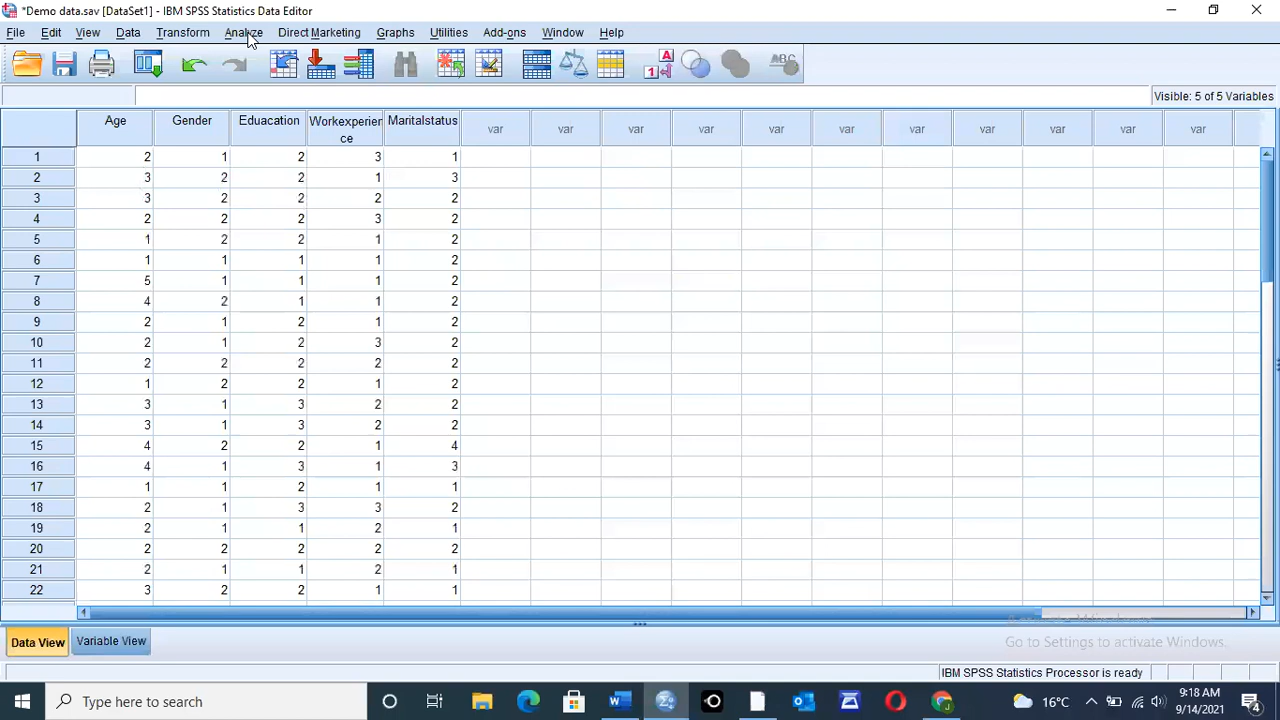 *Demo data.sav [DataSet1] - IBM SPSS Statistics Data Editor
File Edit View Data Transform Analyze Direct Marketing Graphs Utilities Add-ons Window Help
Visible: 5 of 5 Variables
Age Gender Eduacation Workexperien Maritalstatus var var var var var var var var var var var
ce
1 2 1 2 3 1
2 3 2 2 1 3
3 3 2 2 2 2
4 2 2 2 3 2
5 1 2 2 1 2
6 1 1 1 1 2
7 5 1 1 1 2
8 4 2 1 1 2
9 2 1 2 1 2
10 2 1 2 3 2
11 2 2 2 2 2
12 1 2 2 1 2
13 3 1 3 2 2
14 3 1 3 2 2
15 4 2 2 1 4
16 4 1 3 1 3
17 1 1 2 1 1
18 2 1 3 3 2
19 2 1 1 2 1
20 2 2 2 2 2
21 2 1 1 2 1
22 3 2 2 1 1
Data View Variable View
Go to Settings to activate Windows.
IBM SPSS Statistics Processor is ready
Type here to search
16°C
9:18 AM
9/14/2021
4